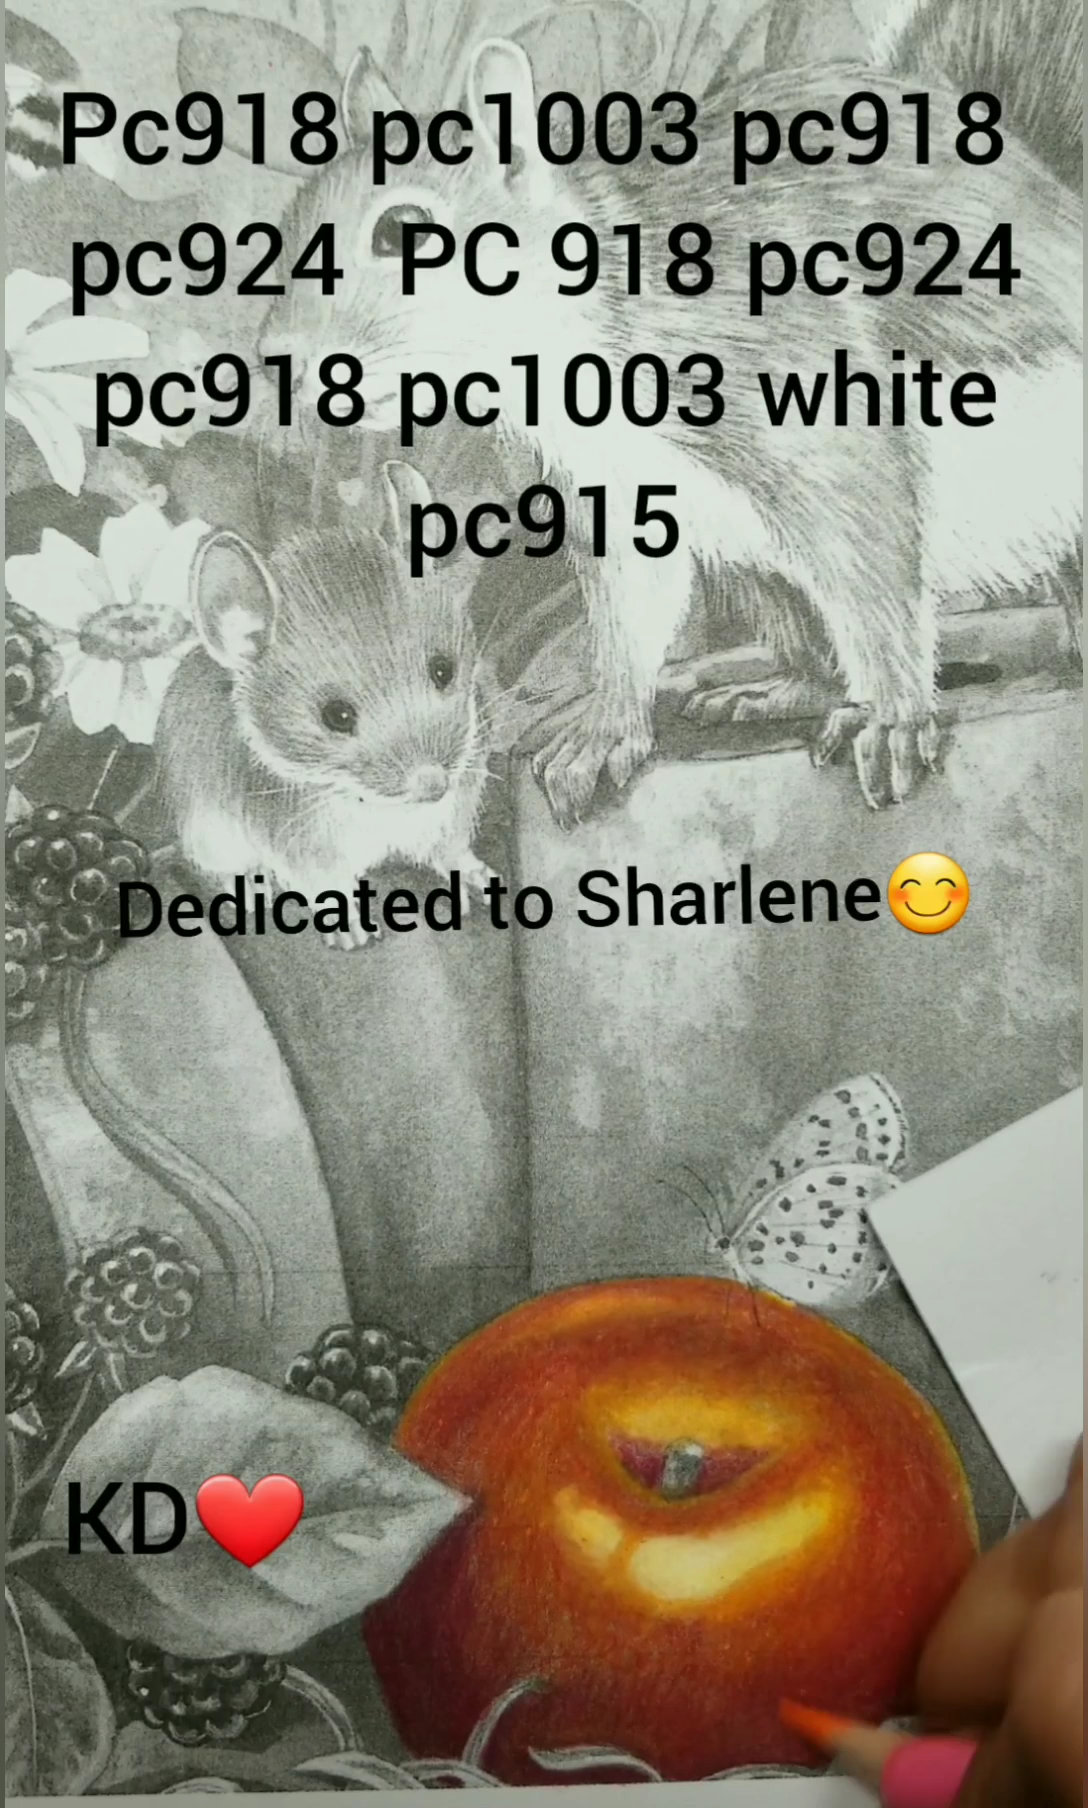 Pc918 pc1003 pc918
pc924 PC 918 pc924
pc918 pc1003 white
pc915
Dedicated to Sharlene😊
KD❤️